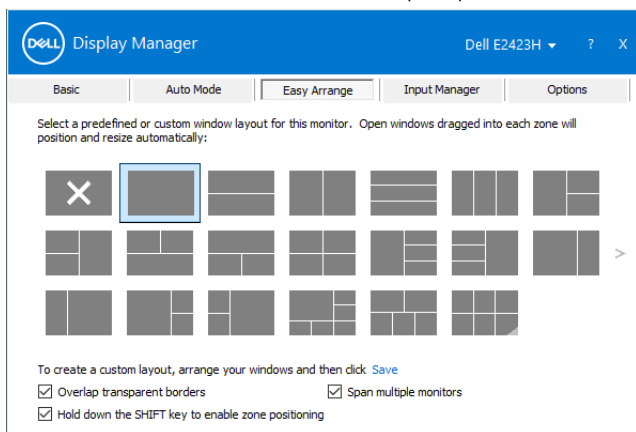 DELL Display Manager Dell E2423H ? X
Basic Auto Mode Easy Arrange Input Manager Options
Select a predefined or custom window layout for this monitor. Open windows dragged into each zone will
position and resize automatically:
>
To create a custom layout, arrange your windows and then click Save
Overlap transparent borders Span multiple monitors
Hold down the SHIFT key to enable zone positioning